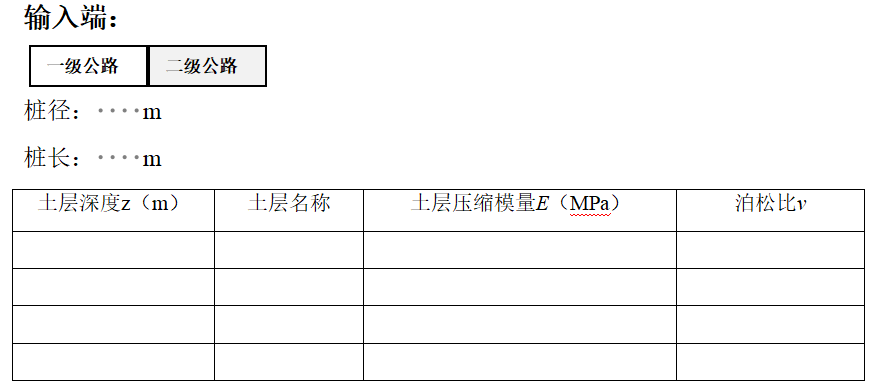 输入端：
一级公路 二级公路
桩径：····m
桩长：····m
土层深度z（m） 土层名称 土层压缩模量E（MPa） 泊松比v